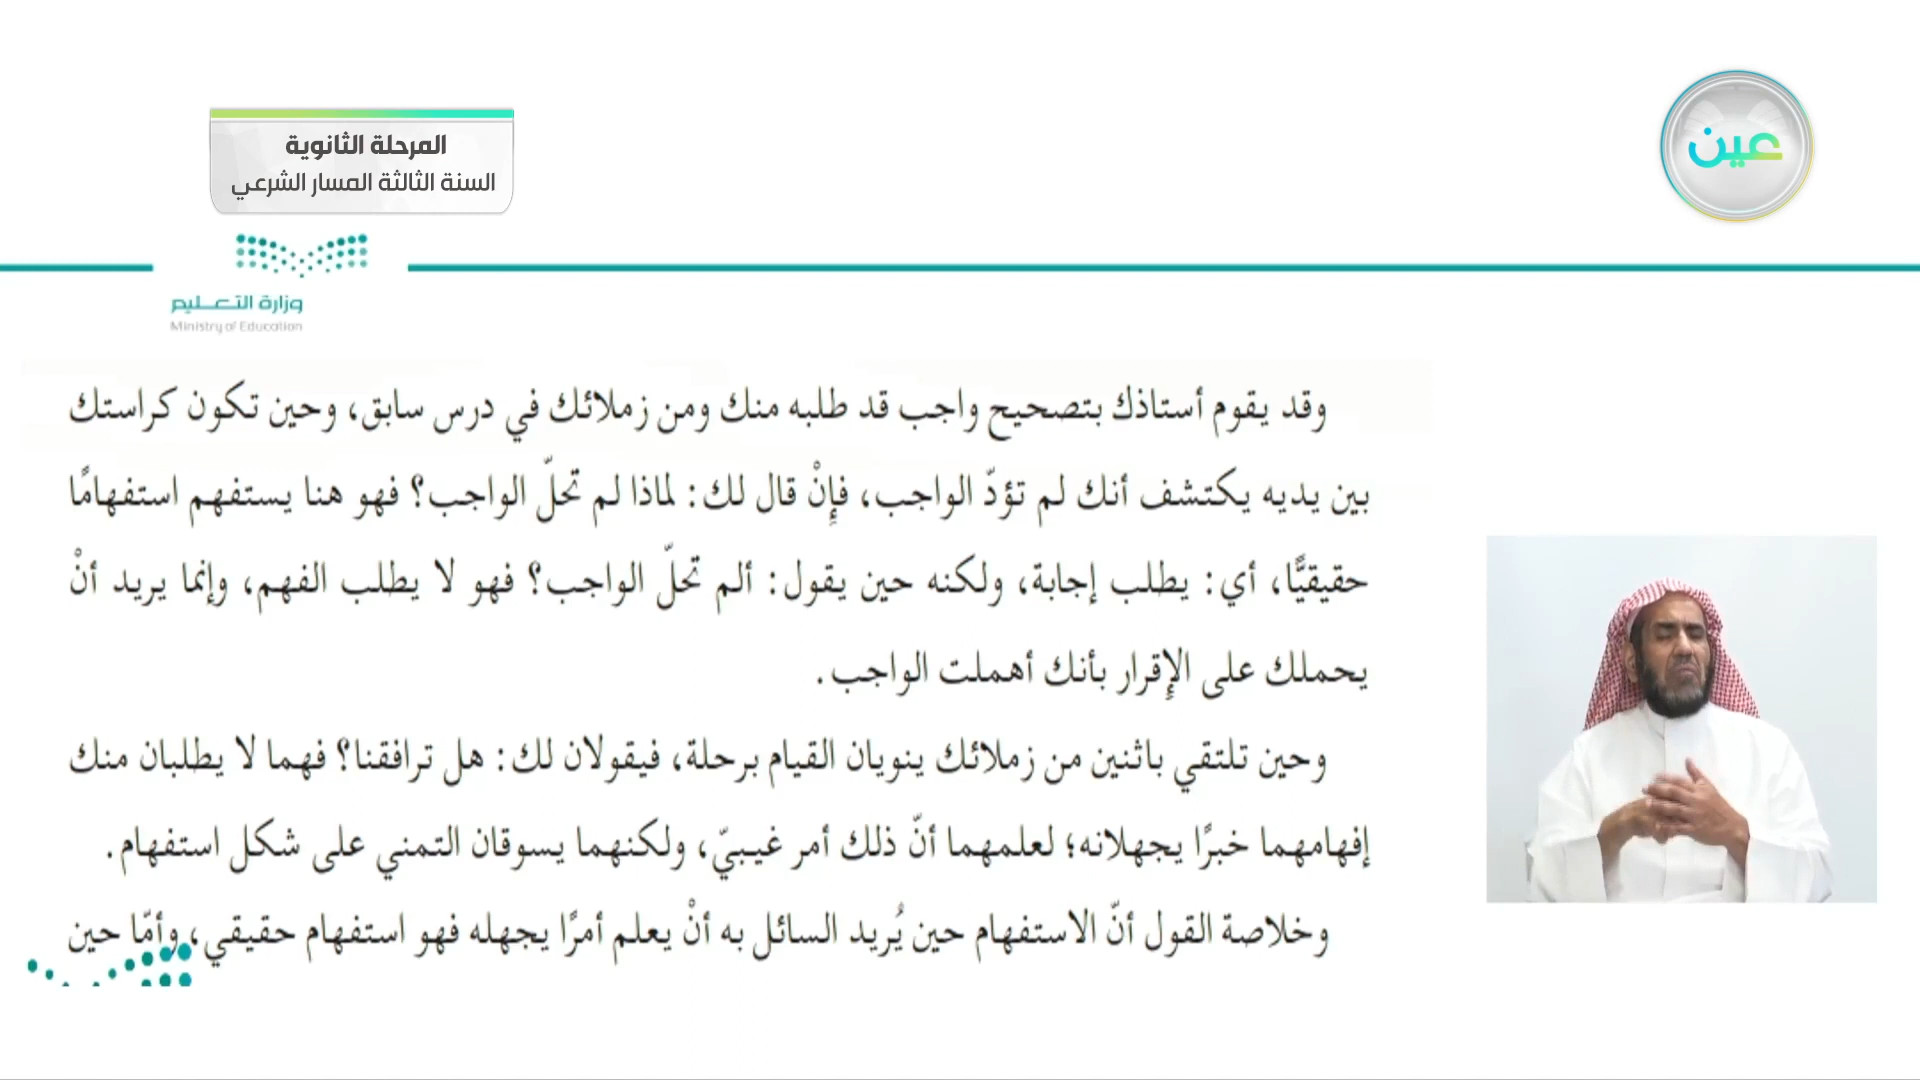 عين
المرحلة الثانوية
السنة الثالثة المسار الشرعي
وزارة التعليم
Ministry of Education
وقد يقوم أستاذك بتصحيح واجب قد طلبه منك ومن زملائك في درس سابق، وحين تكون كراستك
بين يديه يكتشف أنك لم تؤدّ الواجب، فإِنْ قال لك: لماذا لم تحلّ الواجب؟ فهو هنا يستفهم استفهامًا
حقيقيًّا، أي: يطلب إجابة، ولكنه حين يقول: ألم تحلّ الواجب؟ فهو لا يطلب الفهم، وإنما يريد أنْ
يحملك على الإِقرار بأنك أهملت الواجب.
وحين تلتقي باثنين من زملائك ينويان القيام برحلة، فيقولان لك: هل ترافقنا؟ فهما لا يطلبان منك
إفهامهما خبرًا يجهلانه؛ لعلمهما أنّ ذلك أمر غيبيّ، ولكنهما يسوقان التمني على شكل استفهام.
وخلاصة القول أنّ الاستفهام حين يُريد السائل به أنْ يعلم أمرًا يجهله فهو استفهام حقيقي، وأمّا حين